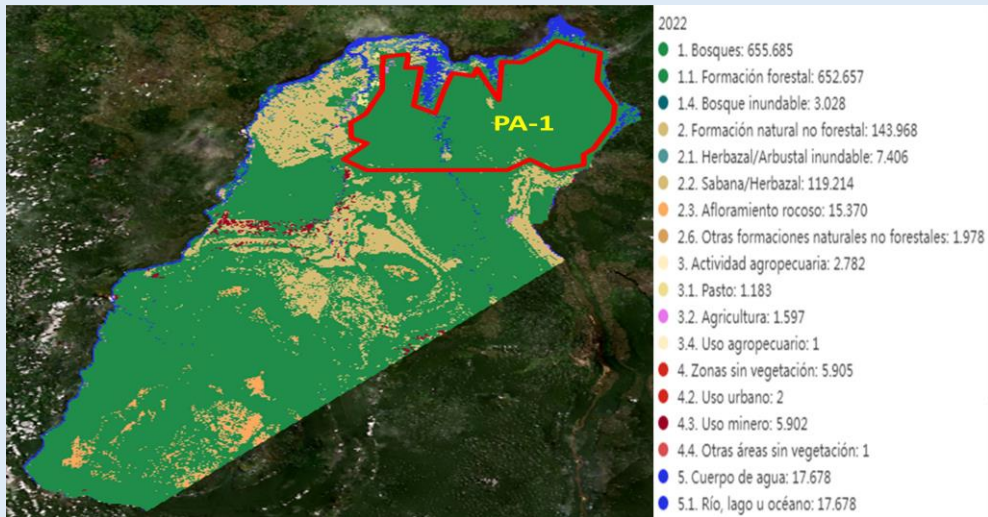 PA-1
2022
1. Bosques: 655.685
1.1. Formación forestal: 652.657
1.4. Bosque inundable: 3.028
2. Formación natural no forestal: 143.968
2.1. Herbazal/Arbustal inundable: 7.406
2.2. Sabana/Herbazal: 119.214
2.3. Afloramiento rocoso: 15.370
2.6. Otras formaciones naturales no forestales: 1.978
3. Actividad agropecuaria: 2.782
3.1. Pasto: 1.183
3.2. Agricultura: 1.597
3.4. Uso agropecuario: 1
4. Zonas sin vegetación: 5.905
4.2. Uso urbano: 2
4.3. Uso minero: 5.902
4.4. Otras áreas sin vegetación: 1
5. Cuerpo de agua: 17.678
5.1. Río, lago u océano: 17.678